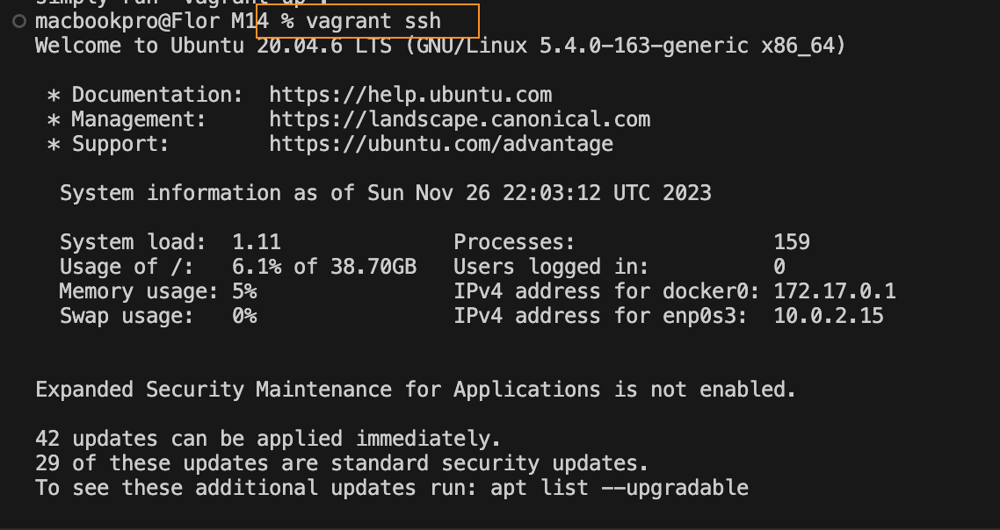 simply run `vagrant up`.
macbookpro@Flor M14 % vagrant ssh
Welcome to Ubuntu 20.04.6 LTS (GNU/Linux 5.4.0-163-generic x86_64)
* Documentation:  https://help.ubuntu.com
* Management:     https://landscape.canonical.com
* Support:        https://ubuntu.com/advantage
System information as of Sun Nov 26 22:03:12 UTC 2023
System load:  1.11              Processes:                159
Usage of /:   6.1% of 38.70GB   Users logged in:          0
Memory usage: 5%                IPv4 address for docker0: 172.17.0.1
Swap usage:   0%                IPv4 address for enp0s3:  10.0.2.15
Expanded Security Maintenance for Applications is not enabled.
42 updates can be applied immediately.
29 of these updates are standard security updates.
To see these additional updates run: apt list --upgradable